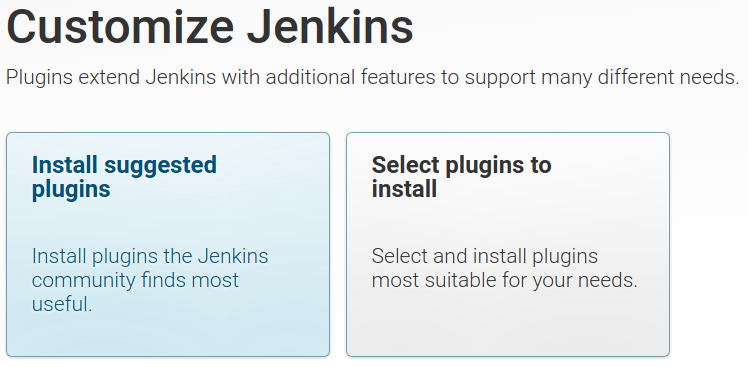 Customize Jenkins
Plugins extend Jenkins with additional features to support many different needs.
Install suggested
plugins
Install plugins the Jenkins
community finds most
useful.
Select plugins to
install
Select and install plugins
most suitable for your needs.